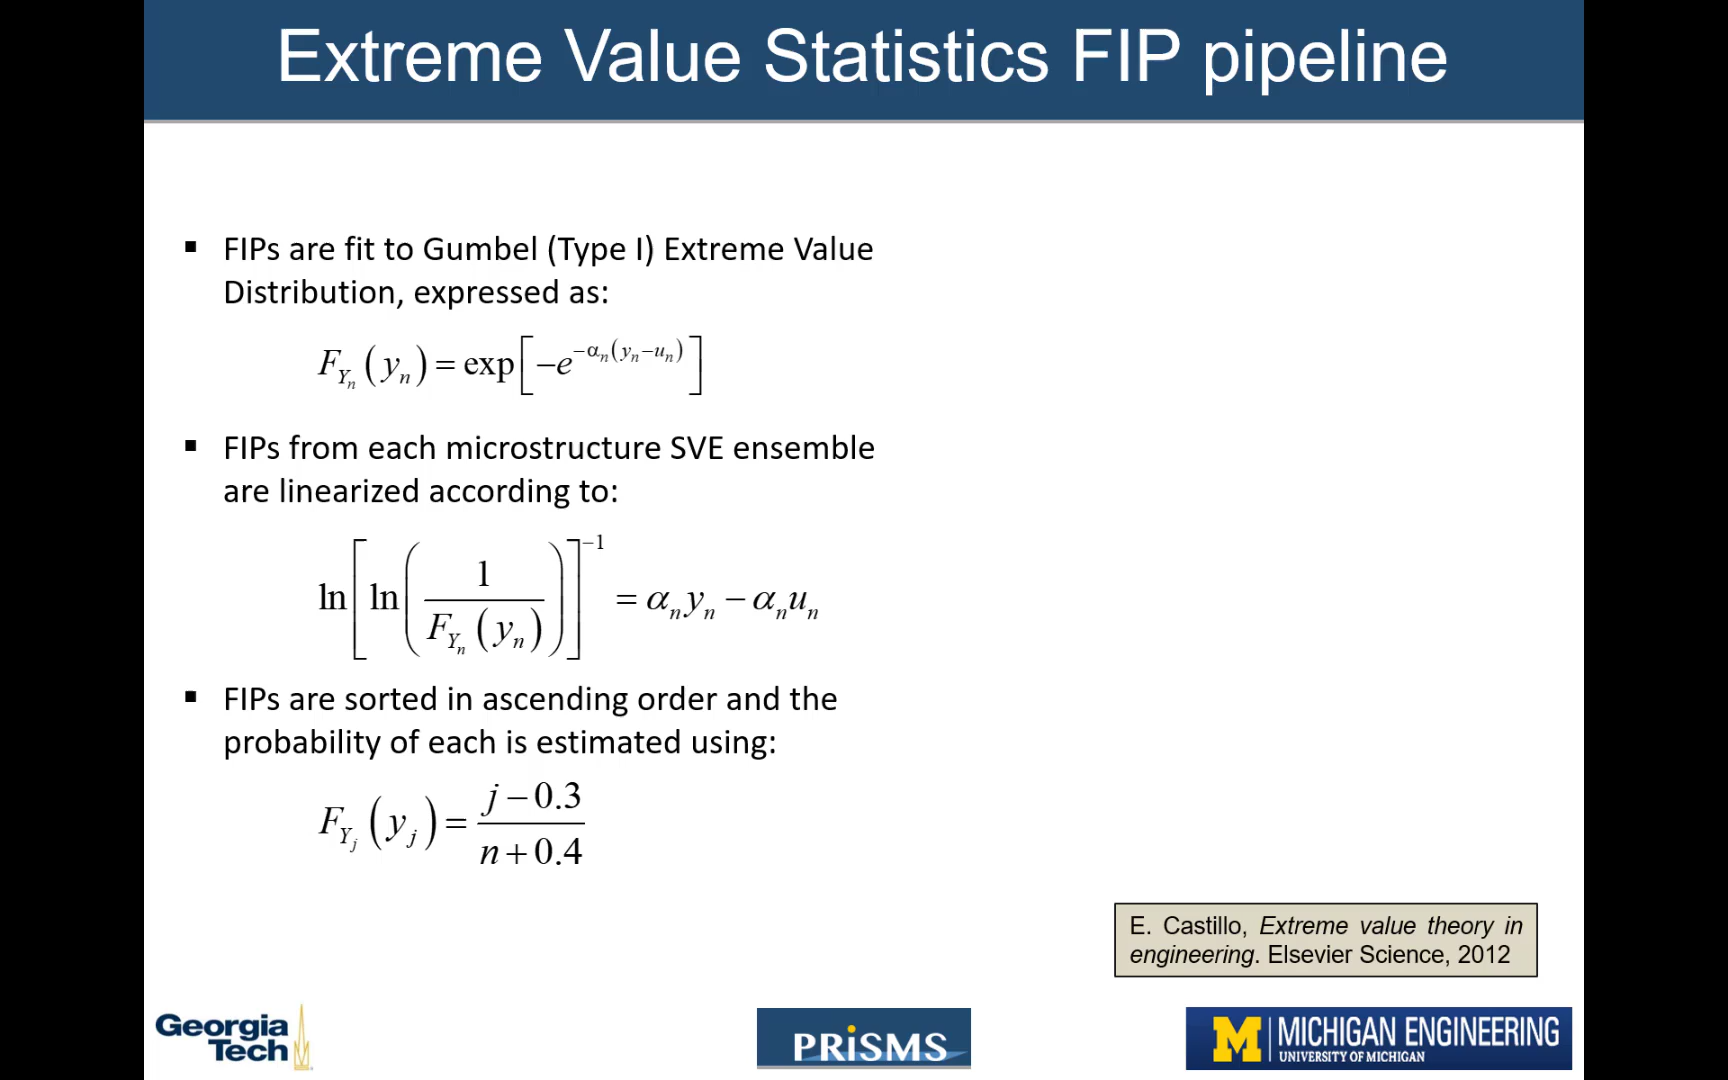 Extreme Value Statistics FIP pipeline
▪ FIPs are fit to Gumbel (Type I) Extreme Value
Distribution, expressed as:
F_{Y_n}(y_n) = exp[−e^{−α_n(y_n−u_n)}]
▪ FIPs from each microstructure SVE ensemble
are linearized according to:
ln[ln(1/F_{Y_n}(y_n))]^{−1} = α_n y_n − α_n u_n
▪ FIPs are sorted in ascending order and the
probability of each is estimated using:
F_{Y_j}(y_j) = (j − 0.3)/(n + 0.4)
E. Castillo, Extreme value theory in
engineering. Elsevier Science, 2012
Georgia
Tech
PRiSMS
M | MICHIGAN ENGINEERING
UNIVERSITY OF MICHIGAN